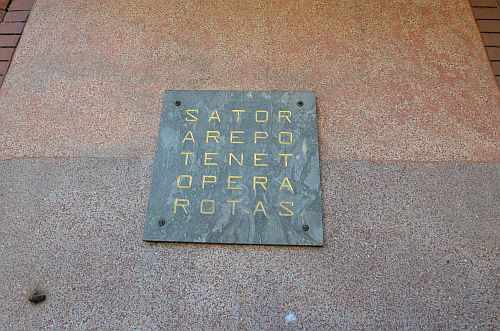 SATOR
AREPO
TENET
OPERA
ROTAS